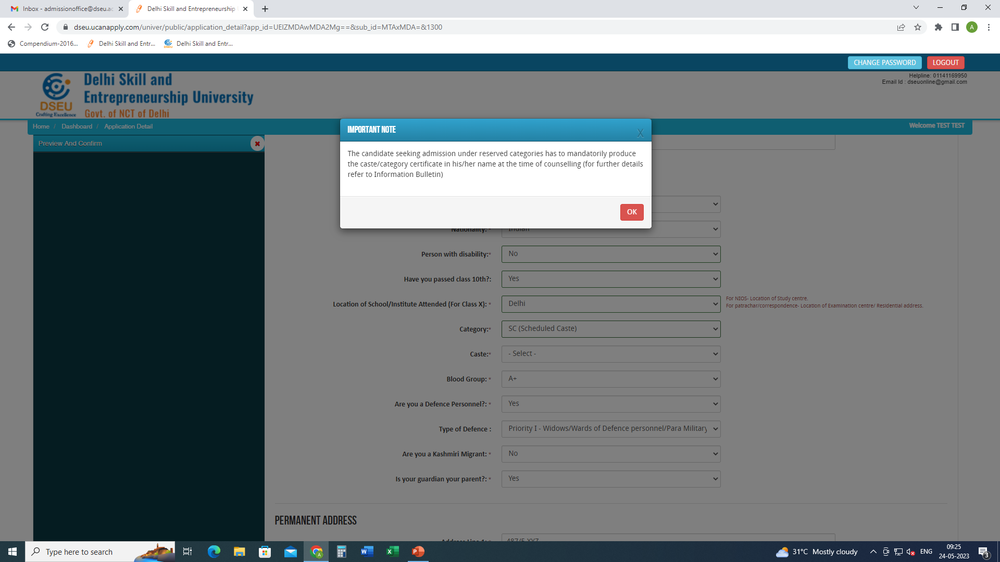 Inbox - admissionoffice@dseu.ac
Delhi Skill and Entrepreneurship
dseu.ucanapply.com/univer/public/application_detail?app_id=UEIZMDAwMDA2Mg==&sub_id=MTAxMDA=&1300
A
Compendium-2016...
Delhi Skill and Entr...
Delhi Skill and Entr...
CHANGE PASSWORD
LOGOUT
DSEU
Crafting Excellence
Delhi Skill and
Entrepreneurship University
Govt. of NCT of Delhi
Helpline: 01141169950
Email Id : dseuonline@gmail.com
Home / Dashboard / Application Detail
Welcome TEST TEST
Preview And Confirm
IMPORTANT NOTE
X
The candidate seeking admission under reserved categories has to mandatorily produce
the caste/category certificate in his/her name at the time of counselling (for further details
refer to Information Bulletin)
OK
Nationality: * Indian
Person with disability:* No
Have you passed class 10th?: Yes
Location of School/Institute Attended (For Class X): * Delhi
For NIOS- Location of Study centre.
For patrachar/correspondence- Location of Examination centre/ Residential address.
Category:* SC (Scheduled Caste)
Caste:* - Select -
Blood Group: * A+
Are you a Defence Personnel?: * Yes
Type of Defence : Priority I - Widows/Wards of Defence personnel/Para Military
Are you a Kashmiri Migrant: * No
Is your guardian your parent?: * Yes
PERMANENT ADDRESS
Address Line 1:* 487/5 XYZ
Type here to search
31°C Mostly cloudy
ENG
09:25
24-05-2023
3